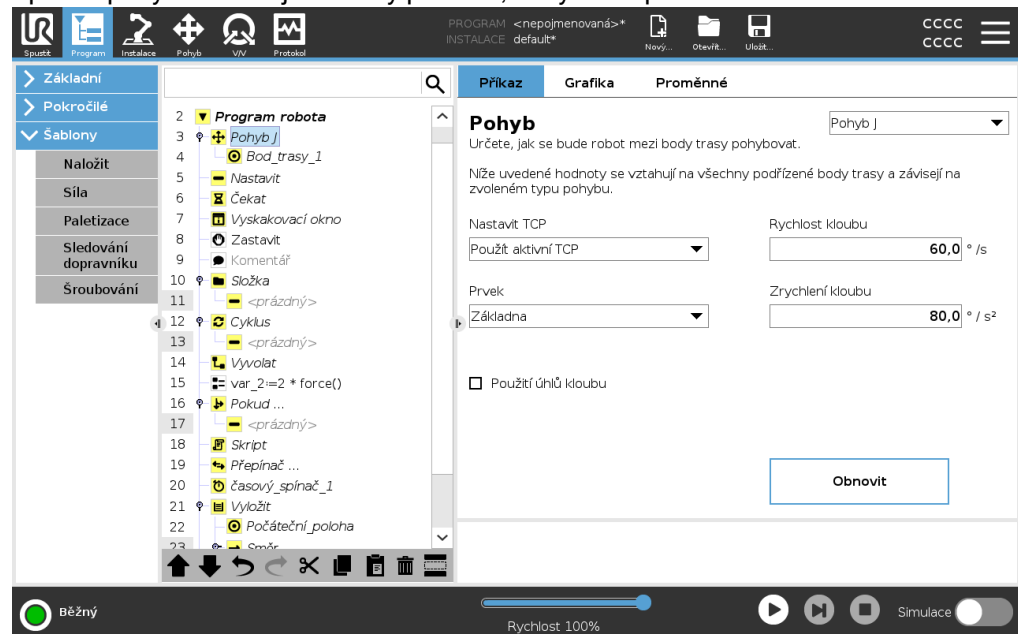 PROGRAM <nepojmenovaná>*
INSTALACE default*
Spustit Program Instalace Pohyb V/V Protokol
Nový... Otevřít... Uložit...
CCCC
CCCC
Základní
Pokročilé
Šablony
Naložit
Síla
Paletizace
Sledování
dopravníku
Šroubování
2 Program robota
3 Pohyb J
4 Bod_trasy_1
5 Nastavit
6 Čekat
7 Vyskakovací okno
8 Zastavit
9 Komentář
10 Složka
11 <prázdný>
12 Cyklus
13 <prázdný>
14 Vyvolat
15 var_2:=2 * force()
16 Pokud ...
17 <prázdný>
18 Skript
19 Přepínač ...
20 časový_spínač_1
21 Vyložit
22 Počáteční_poloha
23 Směr
Příkaz Grafika Proměnné
Pohyb
Pohyb J
Určete, jak se bude robot mezi body trasy pohybovat.
Níže uvedené hodnoty se vztahují na všechny podřízené body trasy a závisejí na
zvoleném typu pohybu.
Nastavit TCP
Použít aktivní TCP
Rychlost kloubu
60,0 ° /s
Prvek
Základna
Zrychlení kloubu
80,0 ° / s²
Použití úhlů kloubu
Obnovit
Běžný
Rychlost 100%
Simulace